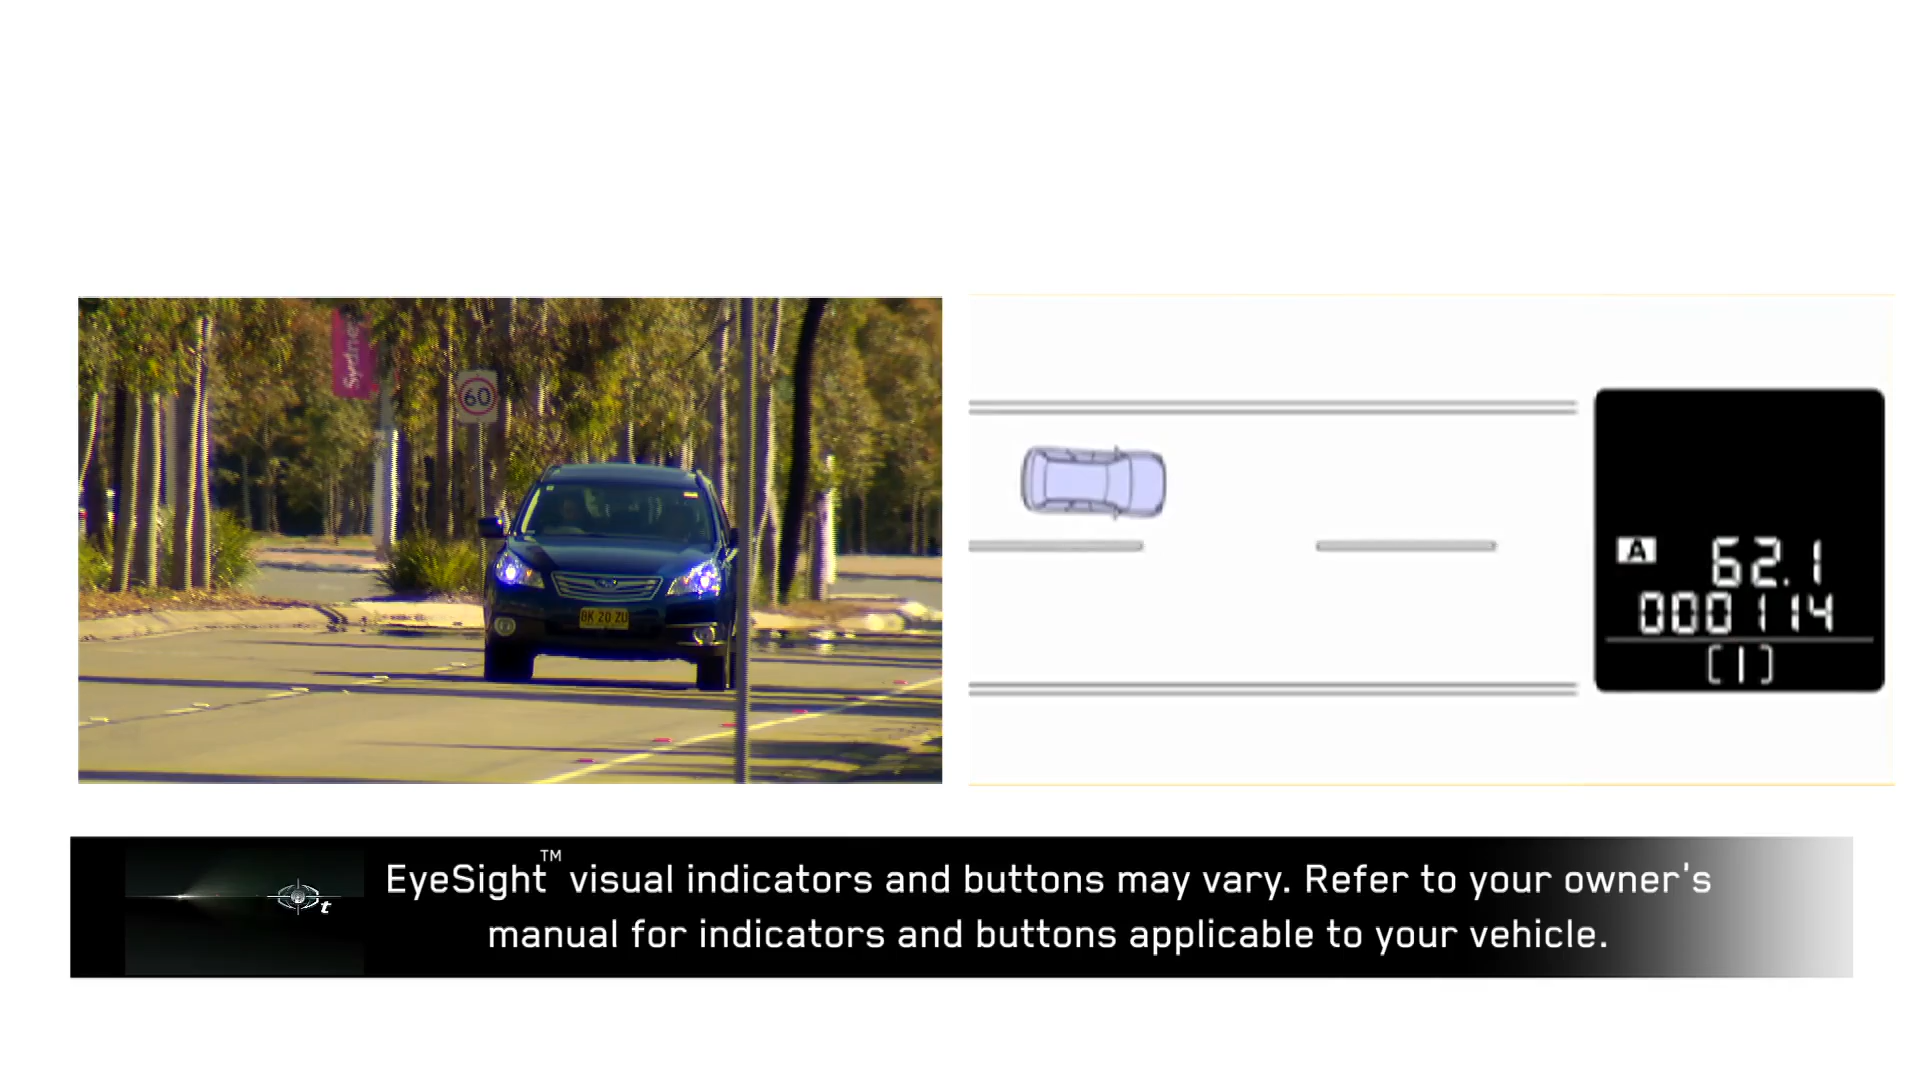 Sydney
60
BK 20 ZU
A 62.1
000114
[1]
EyeSight™ visual indicators and buttons may vary. Refer to your owner's
manual for indicators and buttons applicable to your vehicle.
t